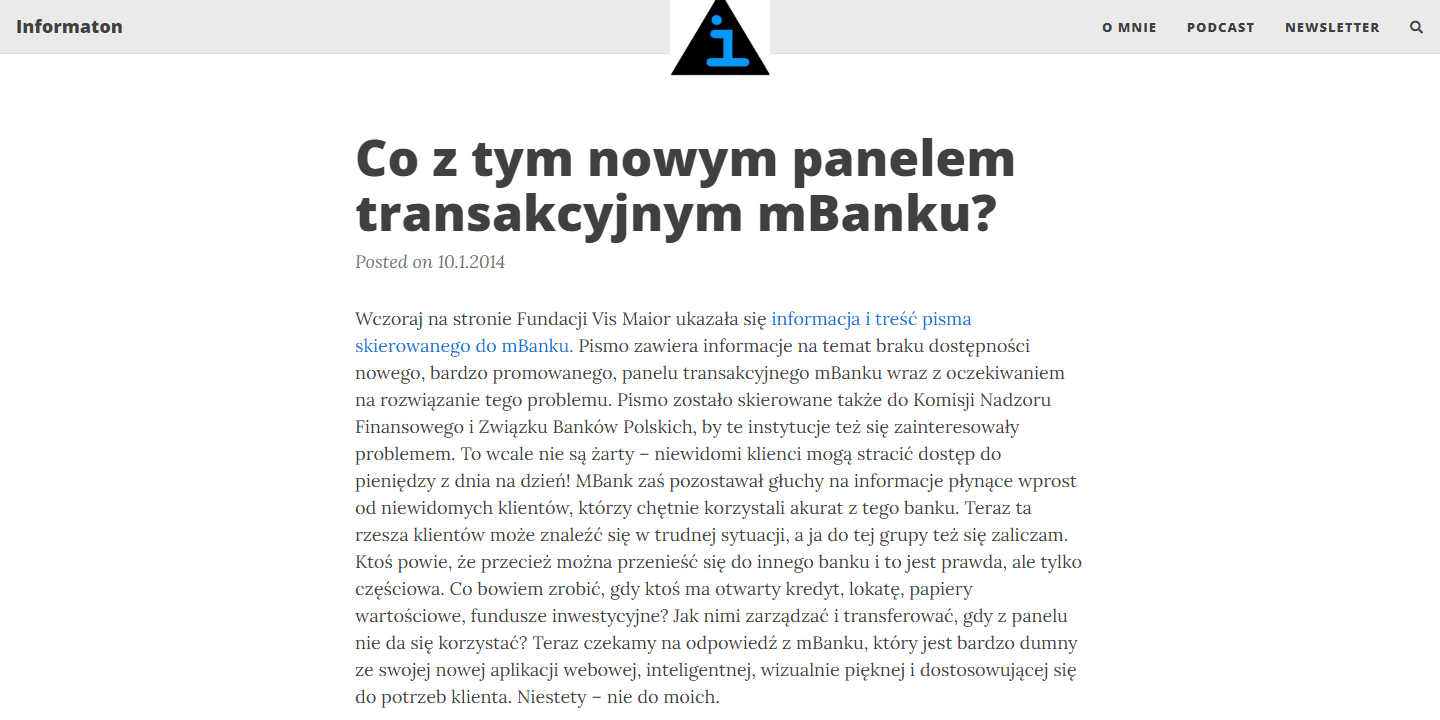 Informaton
i
O MNIE PODCAST NEWSLETTER
Co z tym nowym panelem
transakcyjnym mBanku?
Posted on 10.1.2014
Wczoraj na stronie Fundacji Vis Maior ukazała się informacja i treść pisma
skierowanego do mBanku. Pismo zawiera informacje na temat braku dostępności
nowego, bardzo promowanego, panelu transakcyjnego mBanku wraz z oczekiwaniem
na rozwiązanie tego problemu. Pismo zostało skierowane także do Komisji Nadzoru
Finansowego i Związku Banków Polskich, by te instytucje też się zainteresowały
problemem. To wcale nie są żarty – niewidomi klienci mogą stracić dostęp do
pieniędzy z dnia na dzień! MBank zaś pozostawał głuchy na informacje płynące wprost
od niewidomych klientów, którzy chętnie korzystali akurat z tego banku. Teraz ta
rzesza klientów może znaleźć się w trudnej sytuacji, a ja do tej grupy też się zaliczam.
Ktoś powie, że przecież można przenieść się do innego banku i to jest prawda, ale tylko
częściowa. Co bowiem zrobić, gdy ktoś ma otwarty kredyt, lokatę, papiery
wartościowe, fundusze inwestycyjne? Jak nimi zarządzać i transferować, gdy z panelu
nie da się korzystać? Teraz czekamy na odpowiedź z mBanku, który jest bardzo dumny
ze swojej nowej aplikacji webowej, inteligentnej, wizualnie pięknej i dostosowującej się
do potrzeb klienta. Niestety – nie do moich.